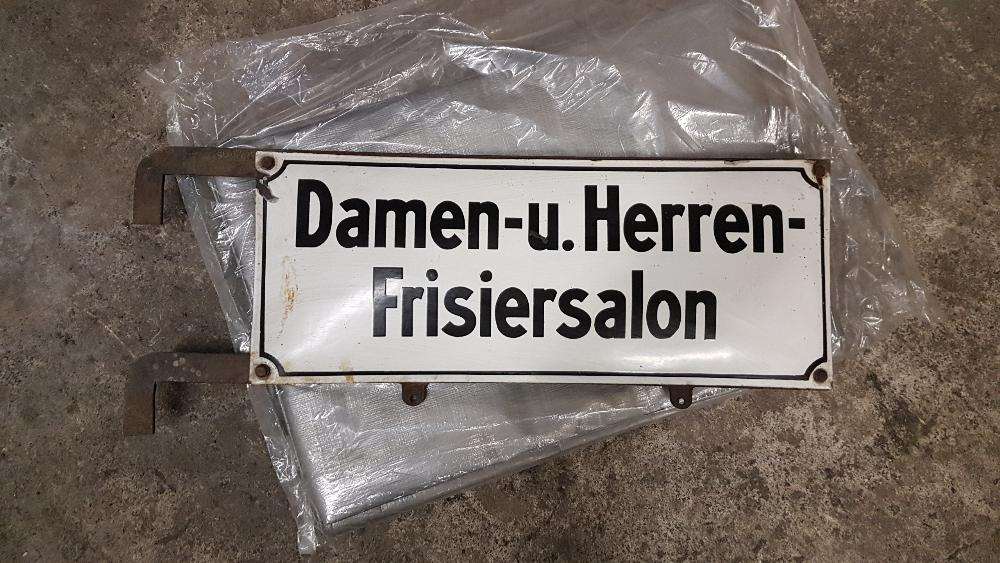 Damen-u. Herren-
Frisiersalon